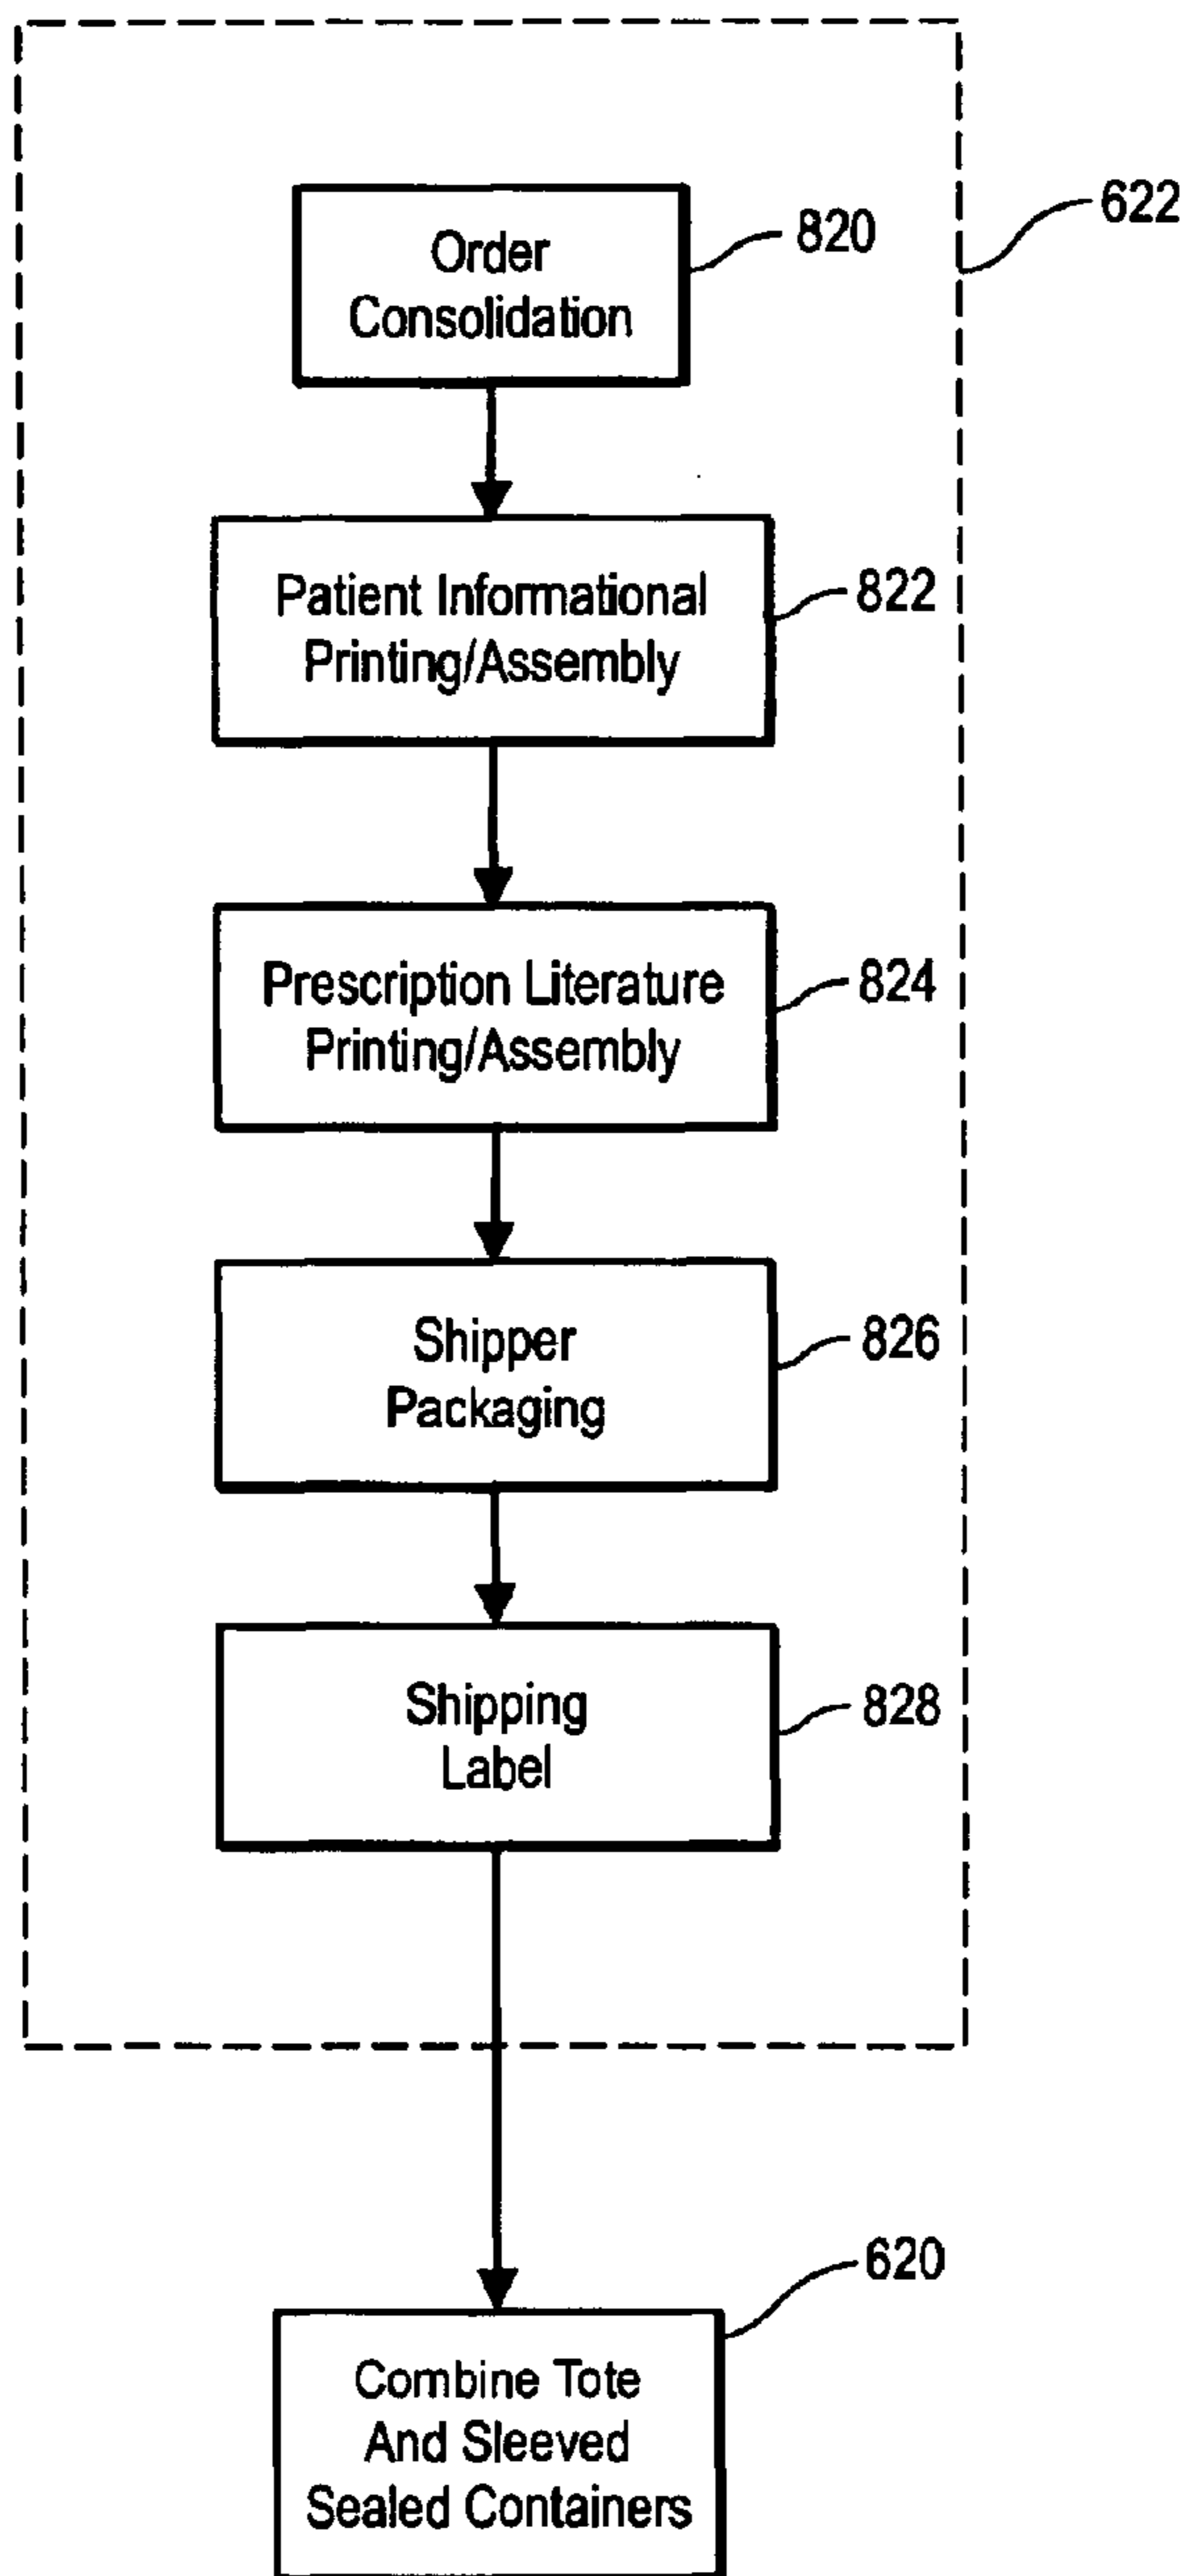 622
Order
Consolidation
820
Patient Informational
Printing/Assembly
822
Prescription Literature
Printing/Assembly
824
Shipper
Packaging
826
Shipping
Label
828
620
Combine Tote
And Sleeved
Sealed Containers